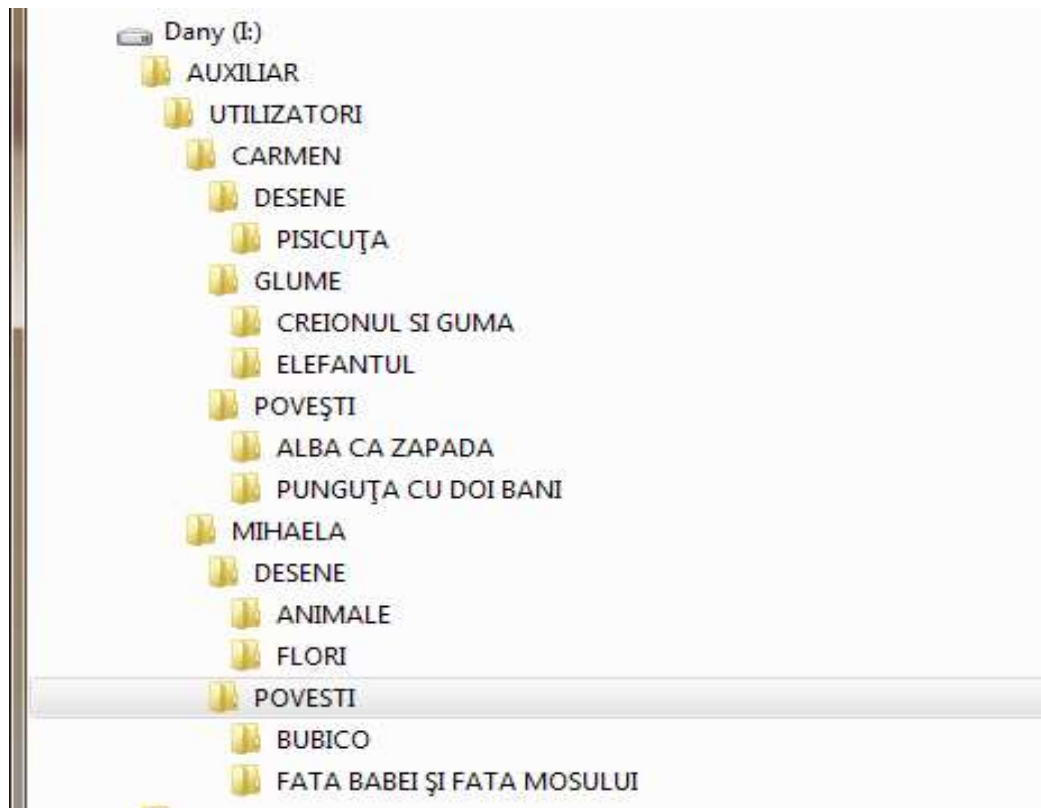 Dany (I:)
AUXILIAR
UTILIZATORI
CARMEN
DESENE
PISICUŢA
GLUME
CREIONUL SI GUMA
ELEFANTUL
POVEŞTI
ALBA CA ZAPADA
PUNGUŢA CU DOI BANI
MIHAELA
DESENE
ANIMALE
FLORI
POVESTI
BUBICO
FATA BABEI ŞI FATA MOSULUI